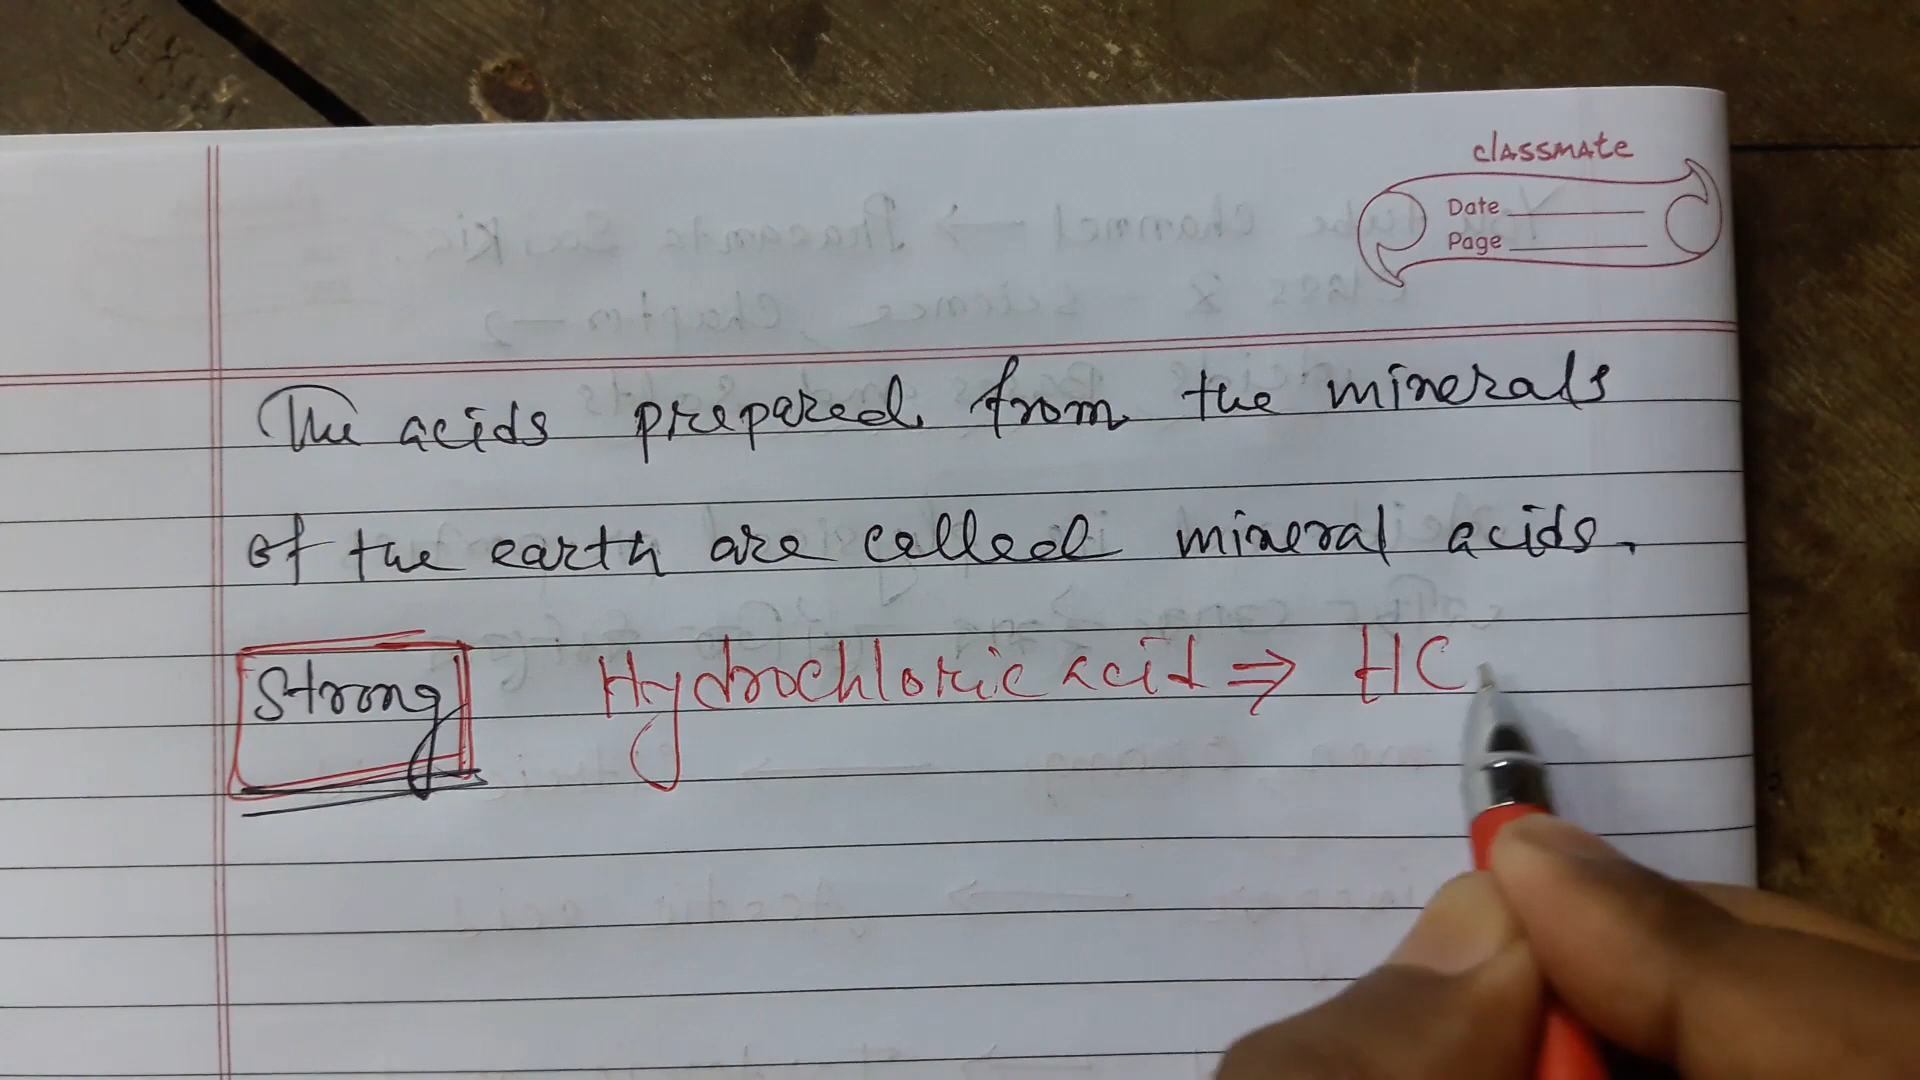 classmate
Date
Page
The acids prepared from the minerals
of the earth are called mineral acids.
Strong Hydrochloric acid ⇒ HC